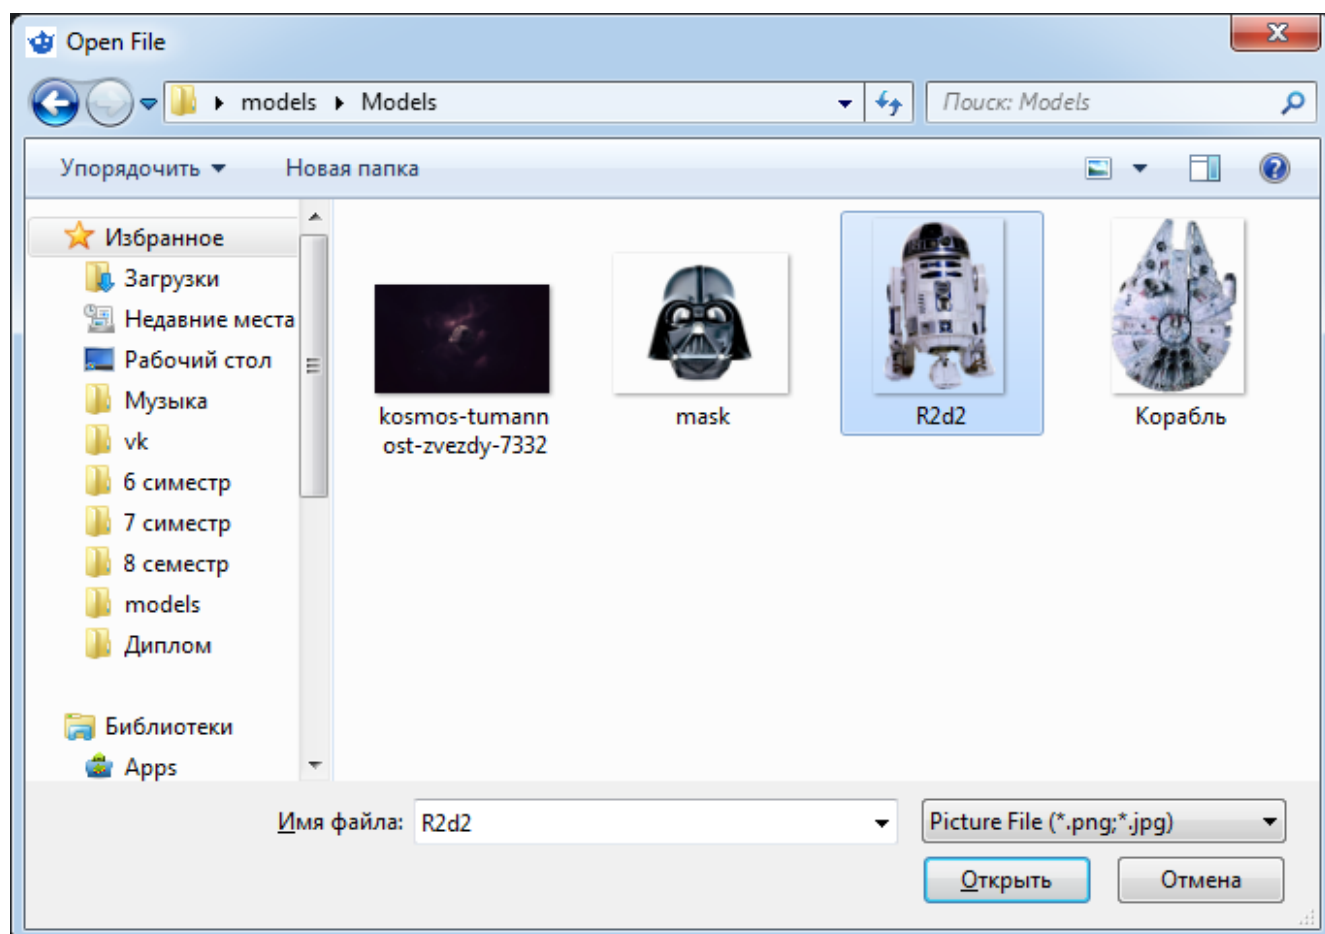 Open File
models Models
Поиск: Models
Упорядочить Новая папка
Избранное
Загрузки
Недавние места
Рабочий стол
Музыка
vk
6 симестр
7 симестр
8 семестр
models
Диплом
Библиотеки
Apps
kosmos-tumann
ost-zvezdy-7332
mask
R2d2
Корабль
Имя файла: R2d2
Picture File (*.png;*.jpg)
Открыть Отмена